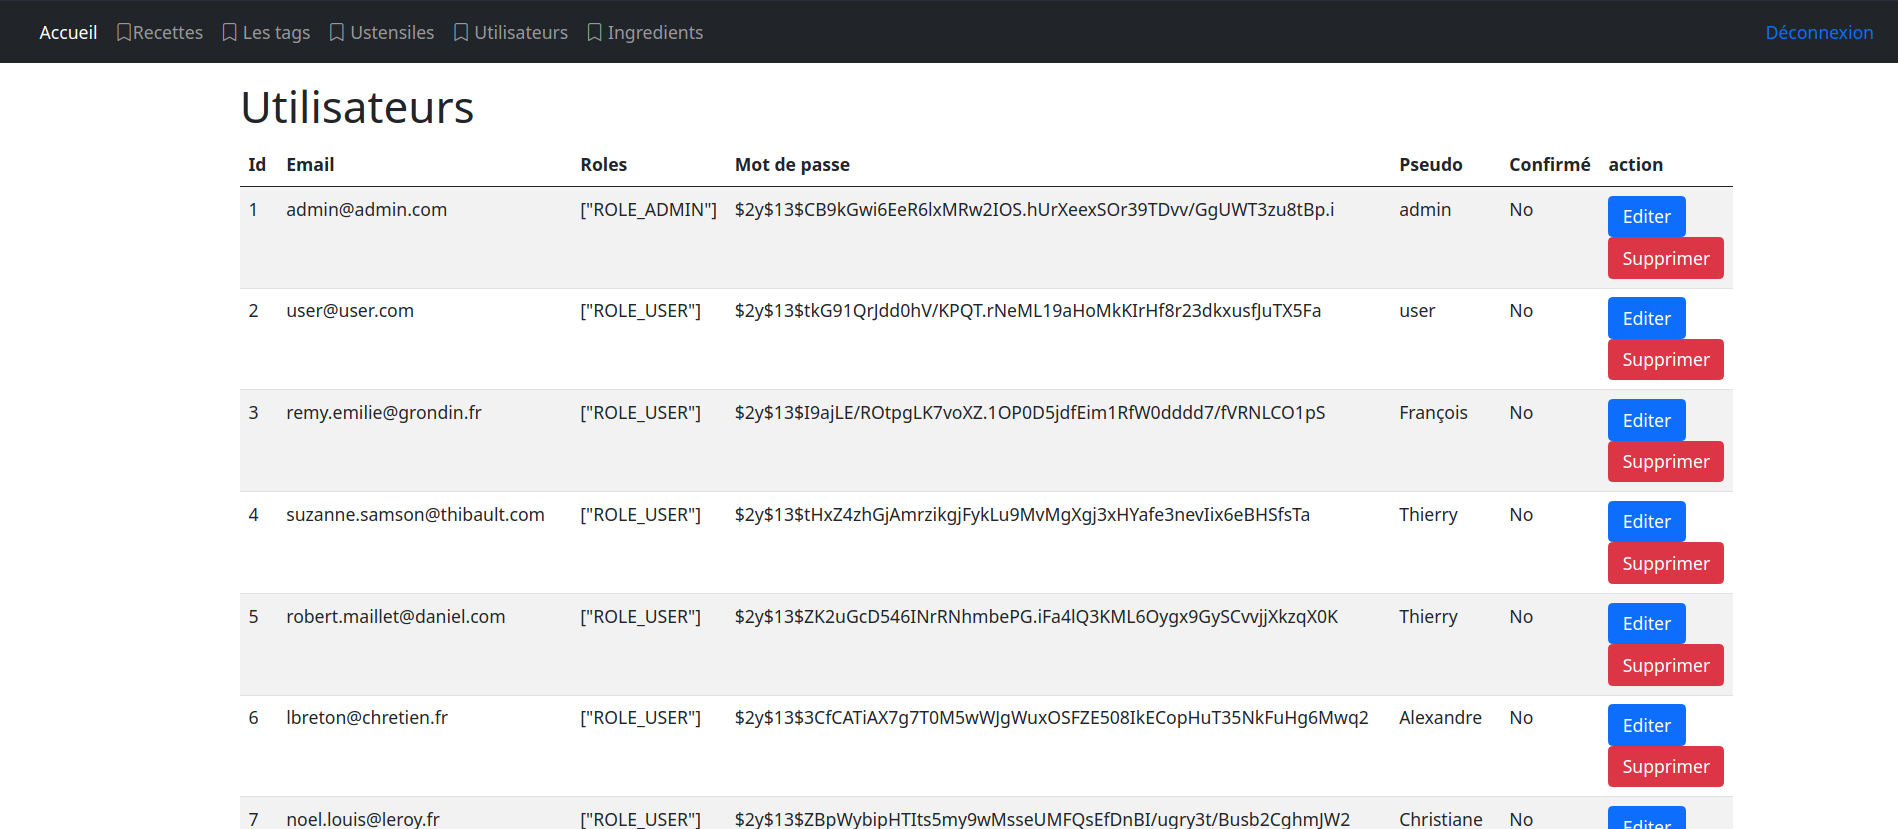 Accueil Recettes Les tags Ustensiles Utilisateurs Ingredients Déconnexion
Utilisateurs
Id Email Roles Mot de passe Pseudo Confirmé action
1 admin@admin.com ["ROLE_ADMIN"] $2y$13$CB9kGwi6EeR6lxMRw2IOS.hUrXeexSOr39TDvv/GgUWT3zu8tBp.i admin No Editer
Supprimer
2 user@user.com ["ROLE_USER"] $2y$13$tkG91QrJdd0hV/KPQT.rNeML19aHoMkKIrHf8r23dkxusfJuTX5Fa user No Editer
Supprimer
3 remy.emilie@grondin.fr ["ROLE_USER"] $2y$13$I9ajLE/ROtpgLK7voXZ.1OP0D5jdfEim1RfW0dddd7/fVRNLCO1pS François No Editer
Supprimer
4 suzanne.samson@thibault.com ["ROLE_USER"] $2y$13$tHxZ4zhGjAmrzikgjFykLu9MvMgXgj3xHYafe3nevIix6eBHSfsTa Thierry No Editer
Supprimer
5 robert.maillet@daniel.com ["ROLE_USER"] $2y$13$ZK2uGcD546INrRNhmbePG.iFa4lQ3KML6Oygx9GySCvvjjXkzqX0K Thierry No Editer
Supprimer
6 lbreton@chretien.fr ["ROLE_USER"] $2y$13$3CfCATiAX7g7T0M5wWJgWuxOSFZE508IkECopHuT35NkFuHg6Mwq2 Alexandre No Editer
Supprimer
7 noel.louis@leroy.fr ["ROLE_USER"] $2y$13$ZBpWybipHTIts5my9wMsseUMFQsEfDnBI/ugry3t/Busb2CghmJW2 Christiane No Editer